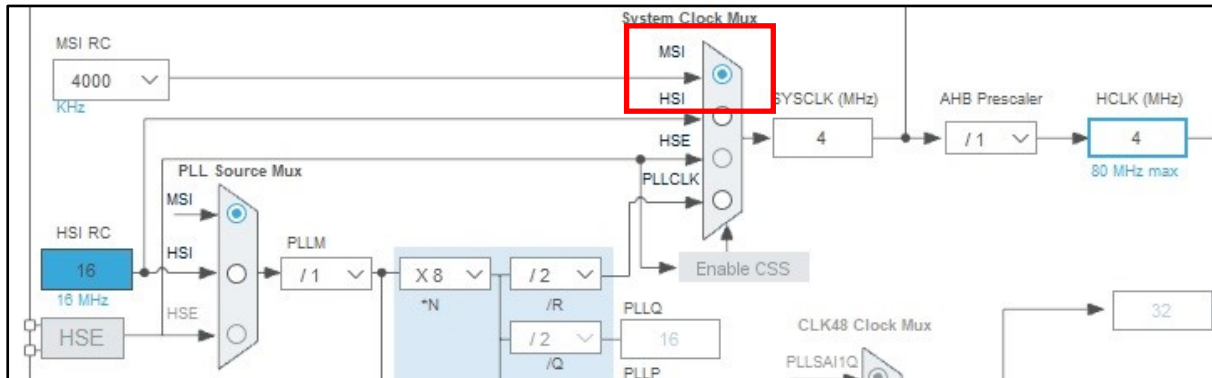 System Clock Mux
MSI RC
MSI
4000
KHz
HSI
SYSCLK (MHz)
AHB Prescaler
HCLK (MHz)
HSE
4
/ 1
4
PLL Source Mux
PLLCLK
80 MHz max
MSI
HSI RC
PLLM
HSI
16
/ 1
X 8
/ 2
Enable CSS
16 MHz
*N
/R
HSE
PLLQ
HSE
/ 2
16
CLK48 Clock Mux
32
/Q
PLLP
PLLSAI1Q